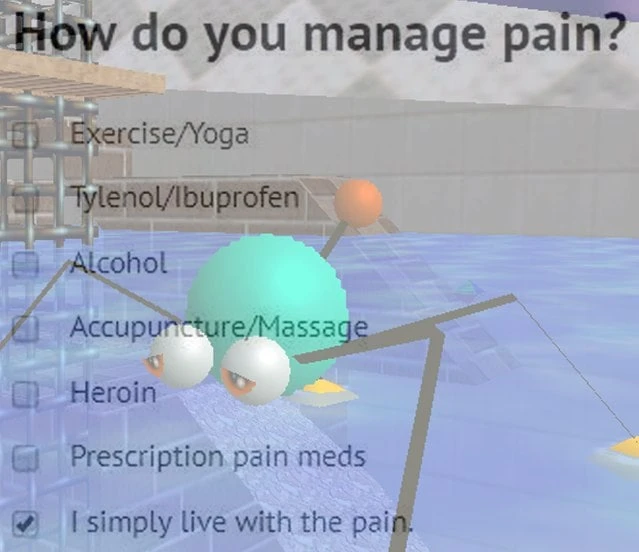 How do you manage pain?
Exercise/Yoga
Tylenol/Ibuprofen
Alcohol
Accupuncture/Massage
Heroin
Prescription pain meds
I simply live with the pain.